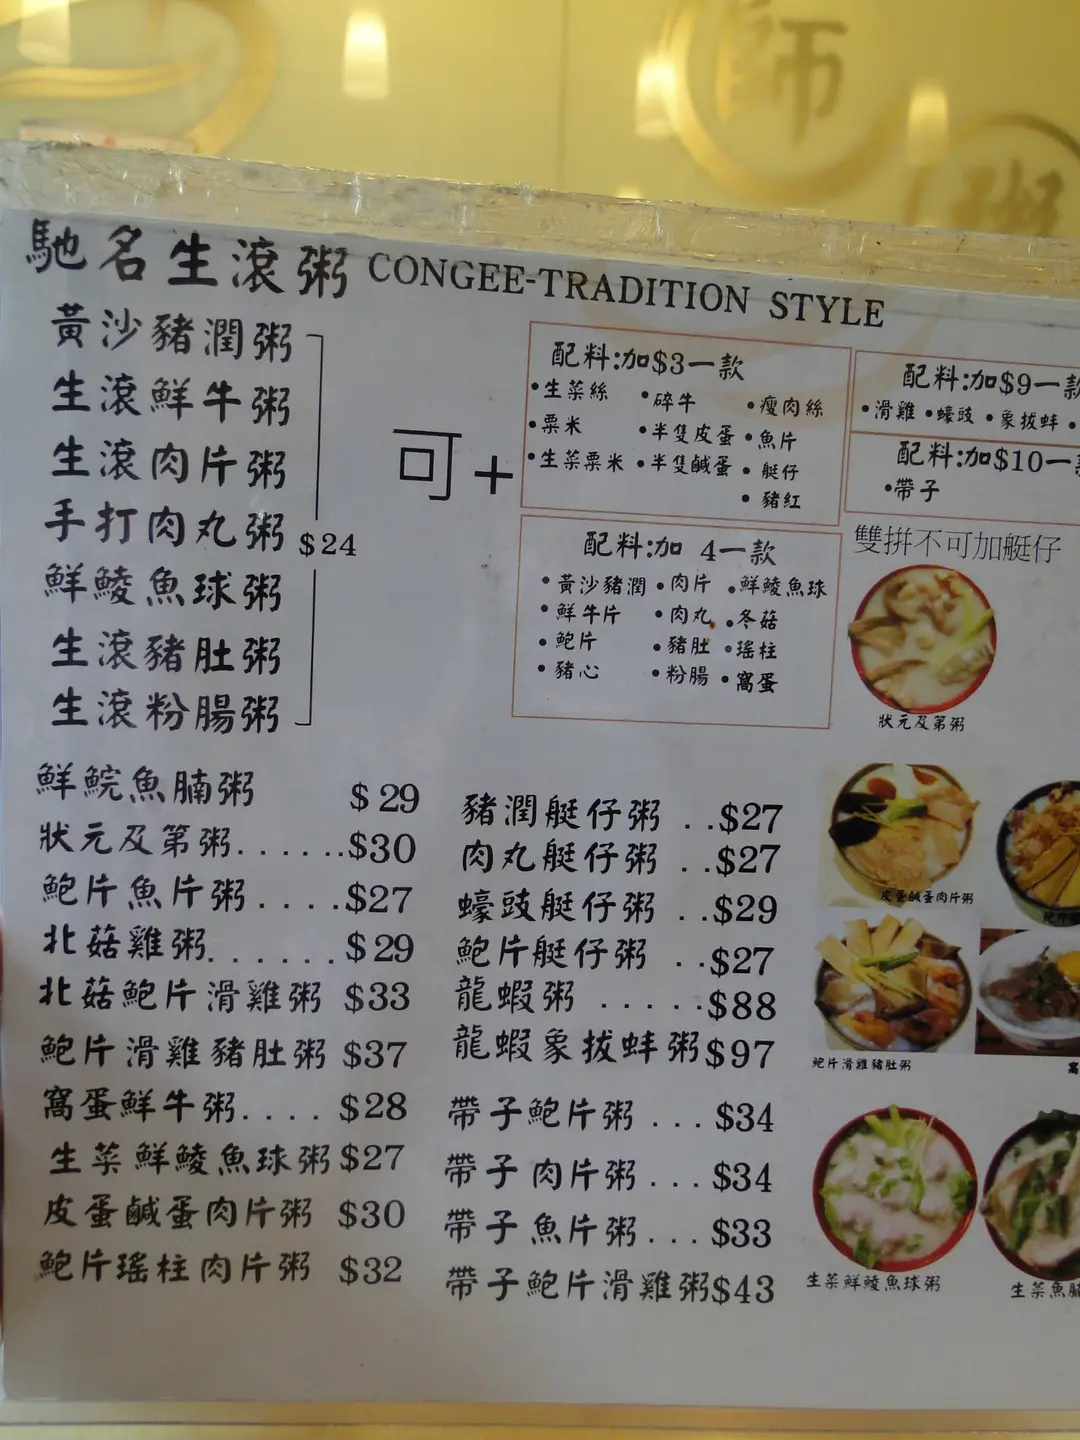 師
粥
馳名生滾粥 CONGEE-TRADITION STYLE
黃沙豬潤粥
生滾鮮牛粥
生滾肉片粥
手打肉丸粥
鮮鯪魚球粥
生滾豬肚粥
生滾粉腸粥
$24
可+
配料:加$3一款
•生菜絲 •碎牛 •瘦肉絲
•粟米 •半隻皮蛋 •魚片
•生菜粟米 •半隻鹹蛋 •艇仔
•豬紅
配料:加 4一款
•黃沙豬潤 •肉片 •鮮鯪魚球
•鮮牛片 •肉丸 •冬菇
•鮑片 •豬肚 •瑤柱
•豬心 •粉腸 •窩蛋
配料:加$9一款
•滑雞 •蠔豉 •象拔蚌 •
配料:加$10一
•帶子
雙拼不可加艇仔
狀元及第粥
鮮鯇魚腩粥 $29
狀元及第粥......$30
鮑片魚片粥....$27
北菇雞粥......$29
北菇鮑片滑雞粥 $33
鮑片滑雞豬肚粥 $37
窩蛋鮮牛粥.... $28
生菜鮮鯪魚球粥 $27
皮蛋鹹蛋肉片粥 $30
鮑片瑤柱肉片粥 $32
豬潤艇仔粥 ..$27
肉丸艇仔粥 ..$27
蠔豉艇仔粥 ..$29
鮑片艇仔粥 ..$27
龍蝦粥 .....$88
龍蝦象拔蚌粥$97
帶子鮑片粥 ...$34
帶子肉片粥...$34
帶子魚片粥...$33
帶子鮑片滑雞粥$43
皮蛋鹹蛋肉片粥
鮑片滑雞豬肚粥
窩
生菜鮮鯪魚球粥
生菜魚腩